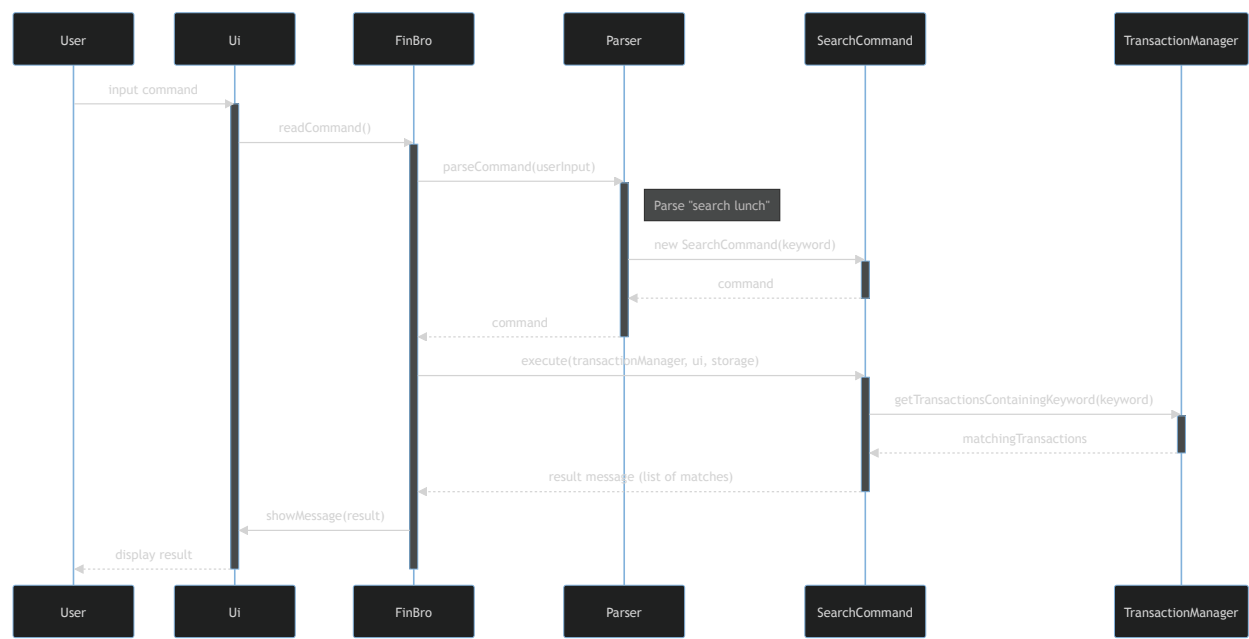 User
Ui
FinBro
Parser
SearchCommand
TransactionManager
input command
readCommand()
parseCommand(userInput)
Parse "search lunch"
new SearchCommand(keyword)
command
command
execute(transactionManager, ui, storage)
getTransactionsContainingKeyword(keyword)
matchingTransactions
result message (list of matches)
showMessage(result)
display result
User
Ui
FinBro
Parser
SearchCommand
TransactionManager